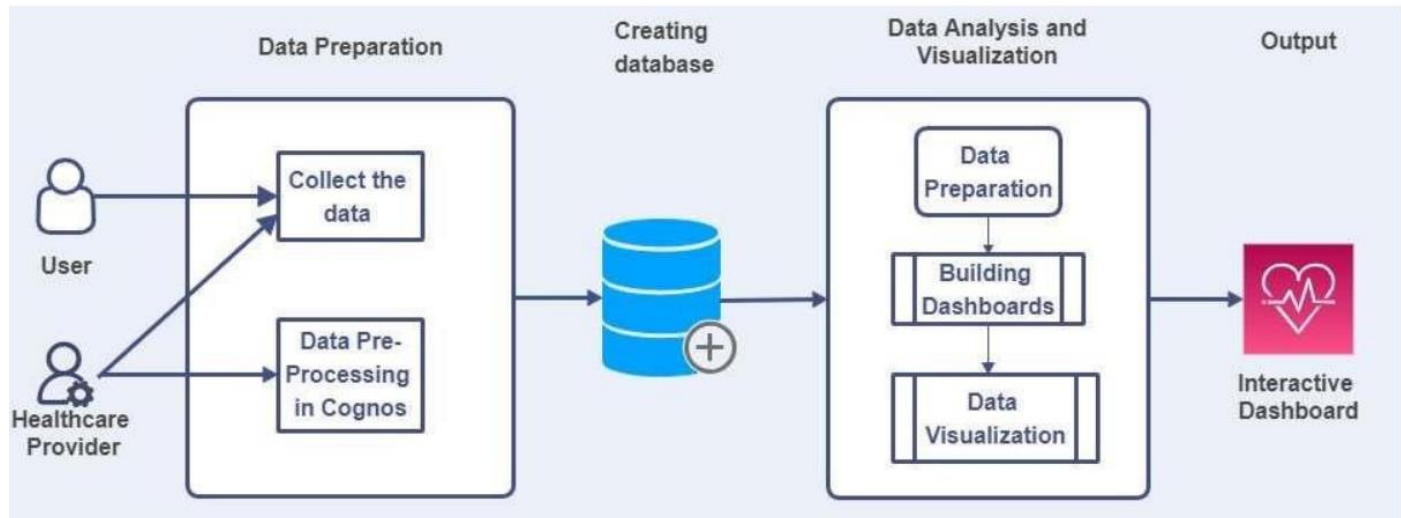 Data Preparation
Creating
database
Data Analysis and
Visualization
Output
User
Healthcare
Provider
Collect the
data
Data Pre-
Processing
in Cognos
Data
Preparation
Building
Dashboards
Data
Visualization
Interactive
Dashboard